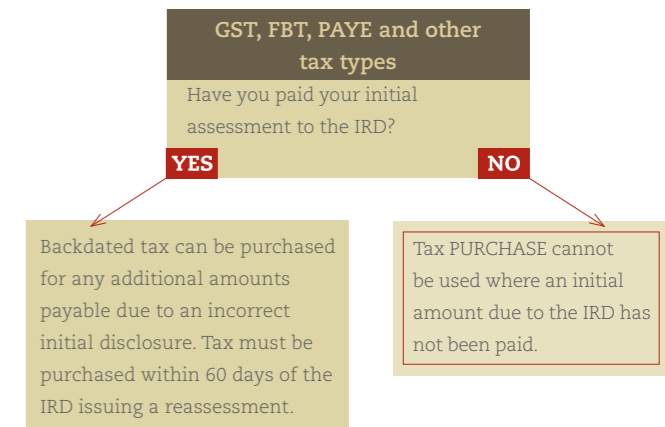 GST, FBT, PAYE and other
tax types
Have you paid your initial
assessment to the IRD?
YES
NO
Backdated tax can be purchased
for any additional amounts
payable due to an incorrect
initial disclosure. Tax must be
purchased within 60 days of the
IRD issuing a reassessment.
Tax PURCHASE cannot
be used where an initial
amount due to the IRD has
not been paid.